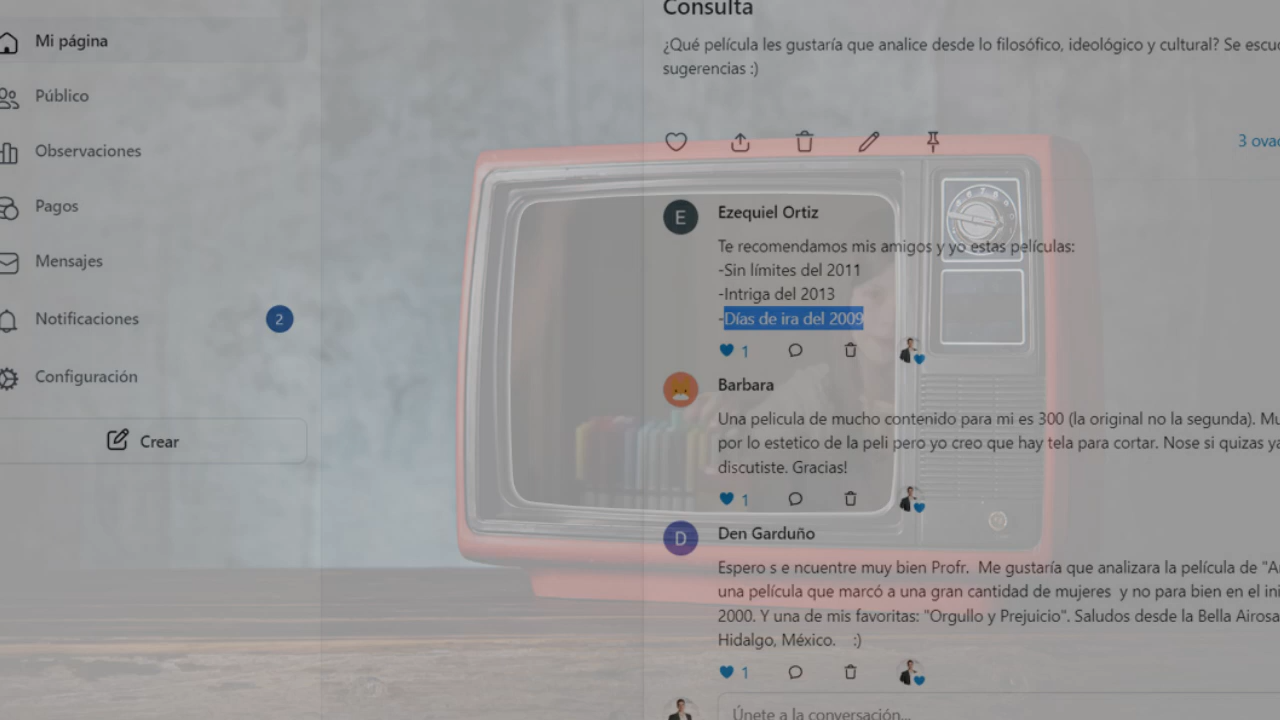 Consulta
Mi página
¿Qué película les gustaría que analice desde lo filosófico, ideológico y cultural? Se escu
sugerencias :)
Público
Observaciones
3 ovac
Pagos
E
Ezequiel Ortiz
Te recomendamos mis amigos y yo estas películas:
Mensajes
-Sin límites del 2011
-Intriga del 2013
Notificaciones
2
-Días de ira del 2009
1
Configuración
Barbara
Una pelicula de mucho contenido para mi es 300 (la original no la segunda). Mu
Crear
por lo estetico de la peli pero yo creo que hay tela para cortar. Nose si quizas ya
discutiste. Gracias!
1
D
Den Garduño
Espero s e ncuentre muy bien Profr. Me gustaría que analizara la película de "A
una película que marcó a una gran cantidad de mujeres y no para bien en el ini
2000. Y una de mis favoritas: "Orgullo y Prejuicio". Saludos desde la Bella Airosa
Hidalgo, México. :)
1
Únete a la conversación...